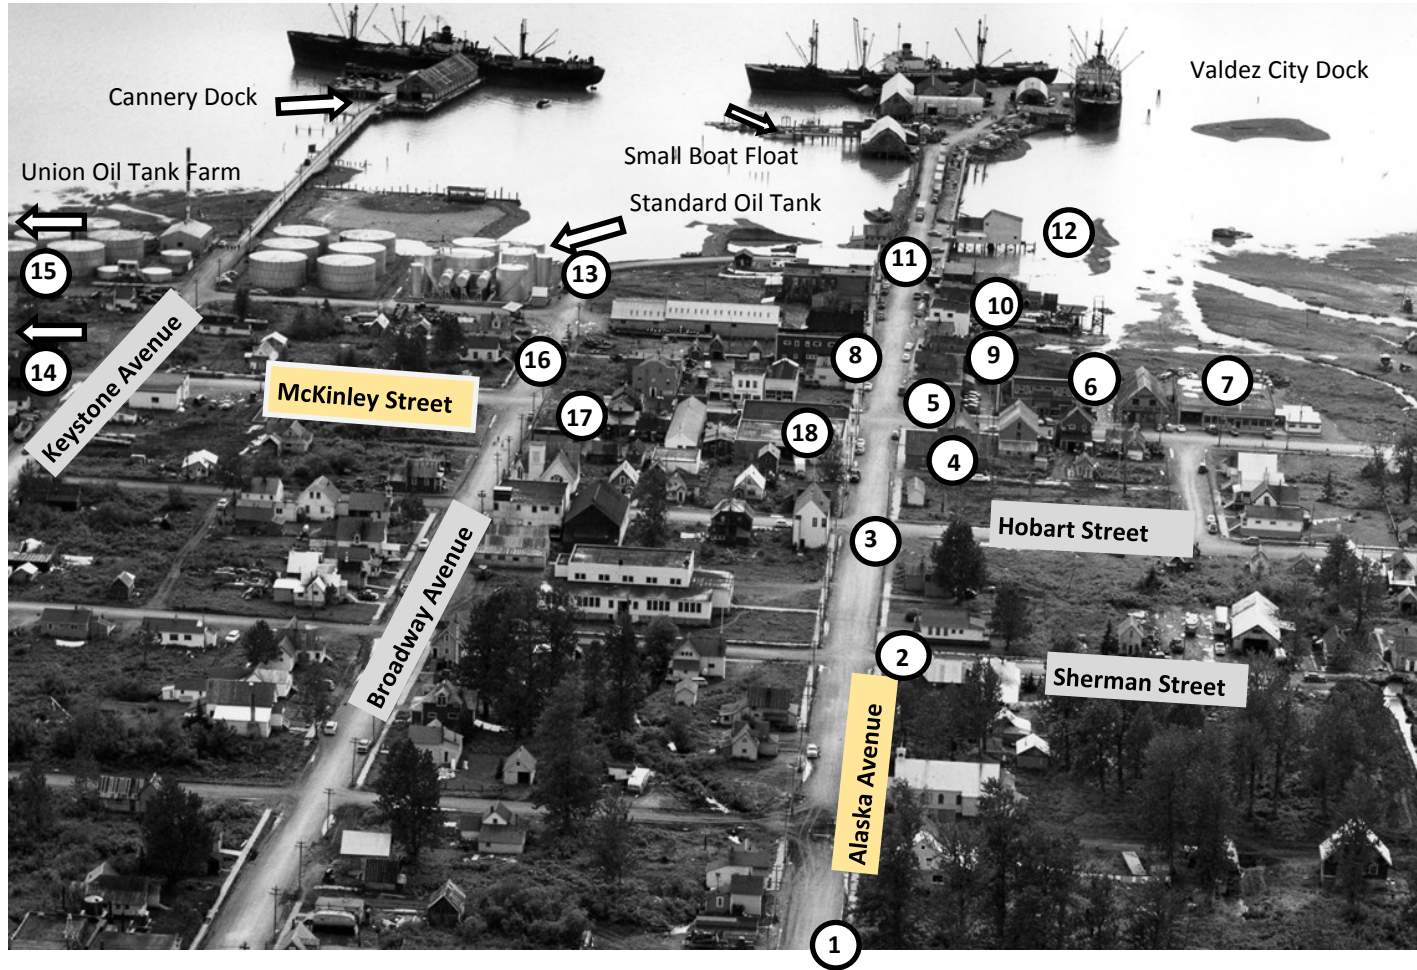 Valdez City Dock
Cannery Dock
Small Boat Float
Union Oil Tank Farm
Standard Oil Tank
12
11
15
13
10
16
8
9
14
6
7
5
McKinley Street
Keystone Avenue
17
18
4
Hobart Street
3
Broadway Avenue
2
Sherman Street
Alaska Avenue
1